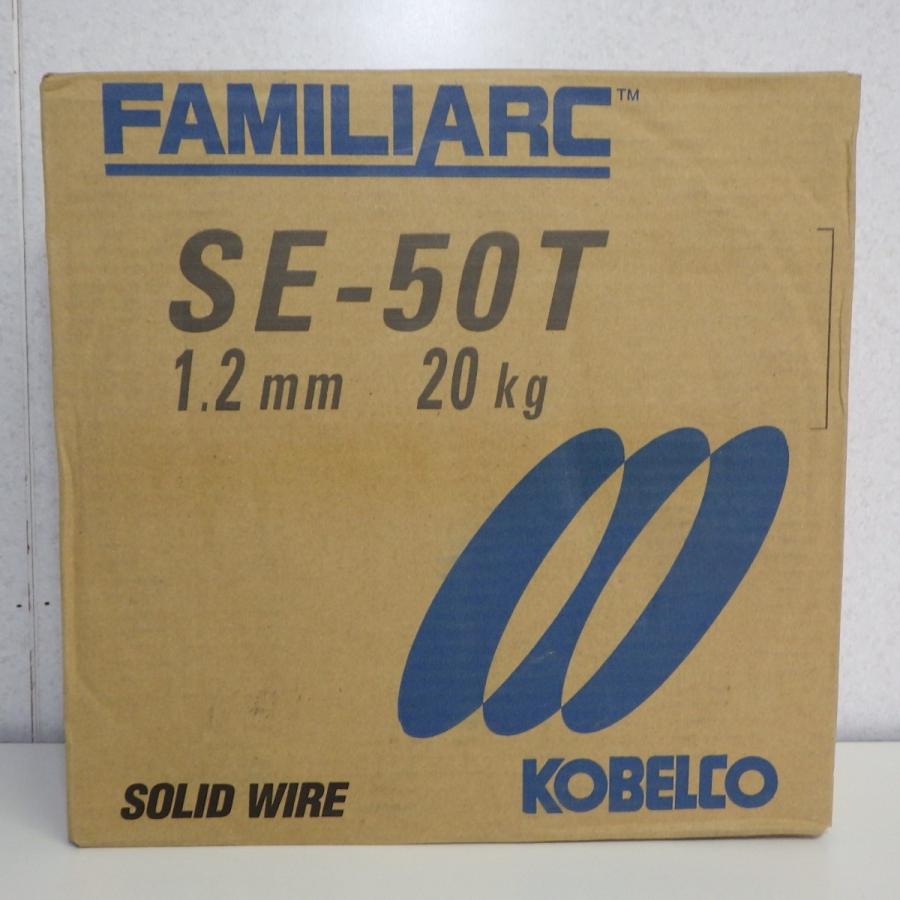 FAMILIARC™
SE-50T
1.2 mm 20 kg
KOBELCO
SOLID WIRE